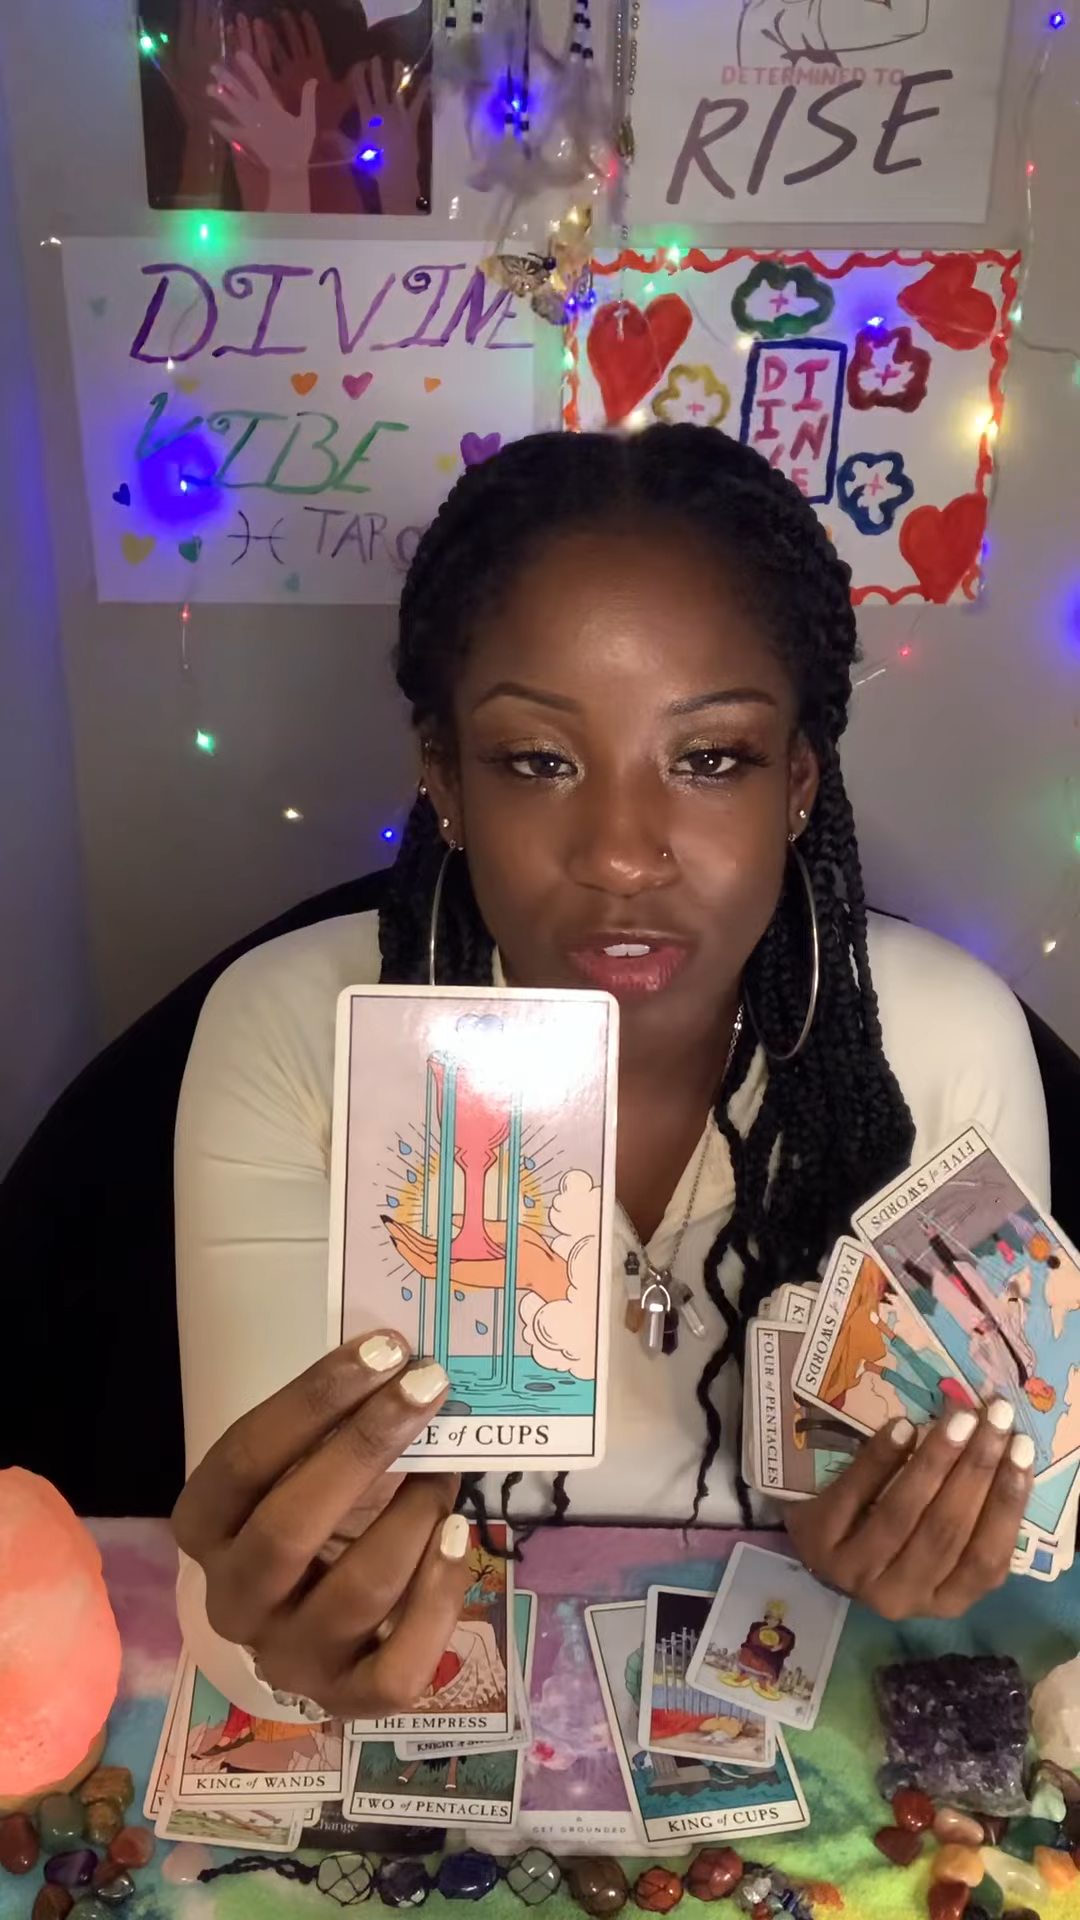 DETERMINED TO
RISE
DIVINE
VIBE
DI
IN
FIVE of SWORDS
PAGE of SWORDS
FOUR of PENTACLES
of CUPS
THE EMPRESS
KING of WANDS
TWO of PENTACLES
KING of CUPS
GET GROUNDED
Change